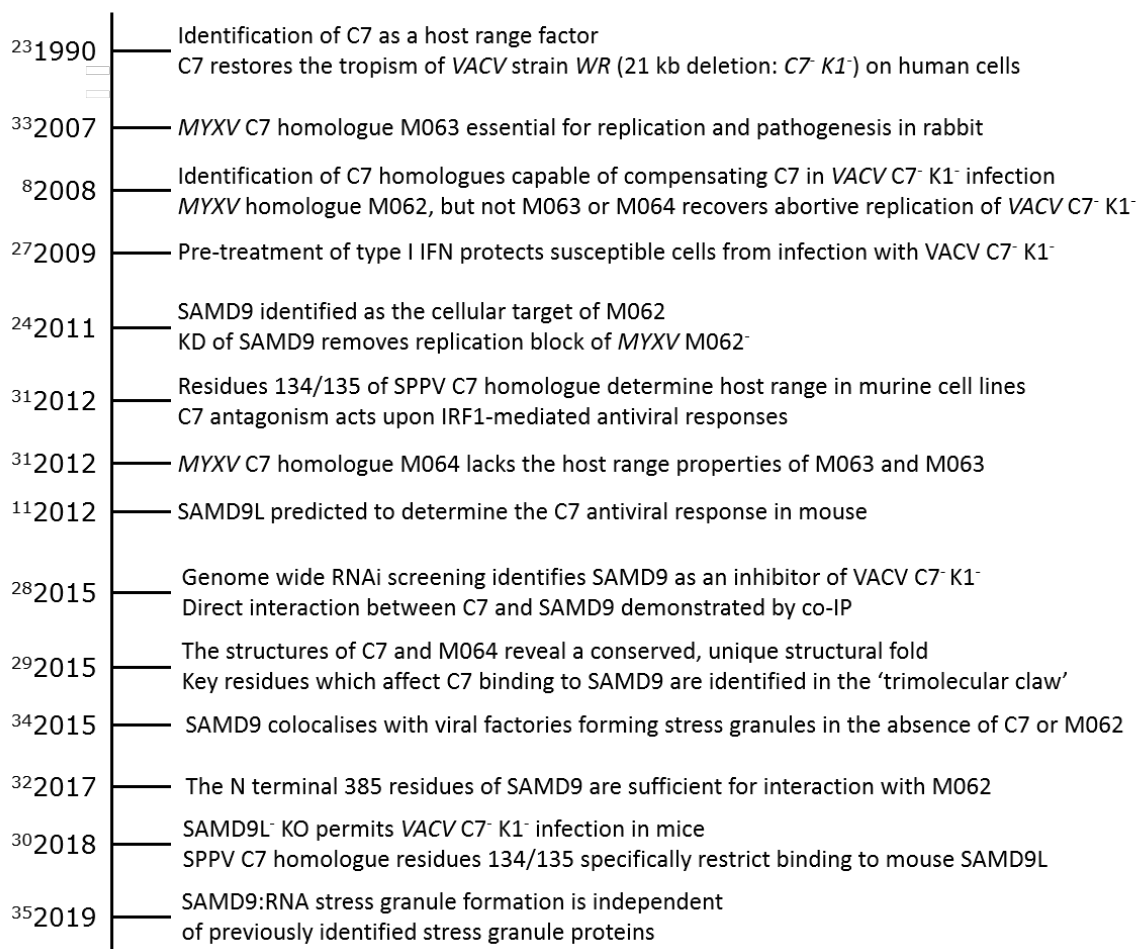 ²³1990 Identification of C7 as a host range factor
C7 restores the tropism of VACV strain WR (21 kb deletion: C7⁻ K1⁻) on human cells
³³2007 MYXV C7 homologue M063 essential for replication and pathogenesis in rabbit
⁸2008 Identification of C7 homologues capable of compensating C7 in VACV C7⁻ K1⁻ infection
MYXV homologue M062, but not M063 or M064 recovers abortive replication of VACV C7⁻ K1⁻
²⁷2009 Pre-treatment of type I IFN protects susceptible cells from infection with VACV C7⁻ K1⁻
²⁴2011 SAMD9 identified as the cellular target of M062
KD of SAMD9 removes replication block of MYXV M062⁻
³¹2012 Residues 134/135 of SPPV C7 homologue determine host range in murine cell lines
C7 antagonism acts upon IRF1-mediated antiviral responses
³¹2012 MYXV C7 homologue M064 lacks the host range properties of M063 and M063
¹¹2012 SAMD9L predicted to determine the C7 antiviral response in mouse
²⁸2015 Genome wide RNAi screening identifies SAMD9 as an inhibitor of VACV C7⁻ K1⁻
Direct interaction between C7 and SAMD9 demonstrated by co-IP
²⁹2015 The structures of C7 and M064 reveal a conserved, unique structural fold
Key residues which affect C7 binding to SAMD9 are identified in the ‘trimolecular claw’
³⁴2015 SAMD9 colocalises with viral factories forming stress granules in the absence of C7 or M062
³²2017 The N terminal 385 residues of SAMD9 are sufficient for interaction with M062
³⁰2018 SAMD9L⁻ KO permits VACV C7⁻ K1⁻ infection in mice
SPPV C7 homologue residues 134/135 specifically restrict binding to mouse SAMD9L
³⁵2019 SAMD9:RNA stress granule formation is independent
of previously identified stress granule proteins